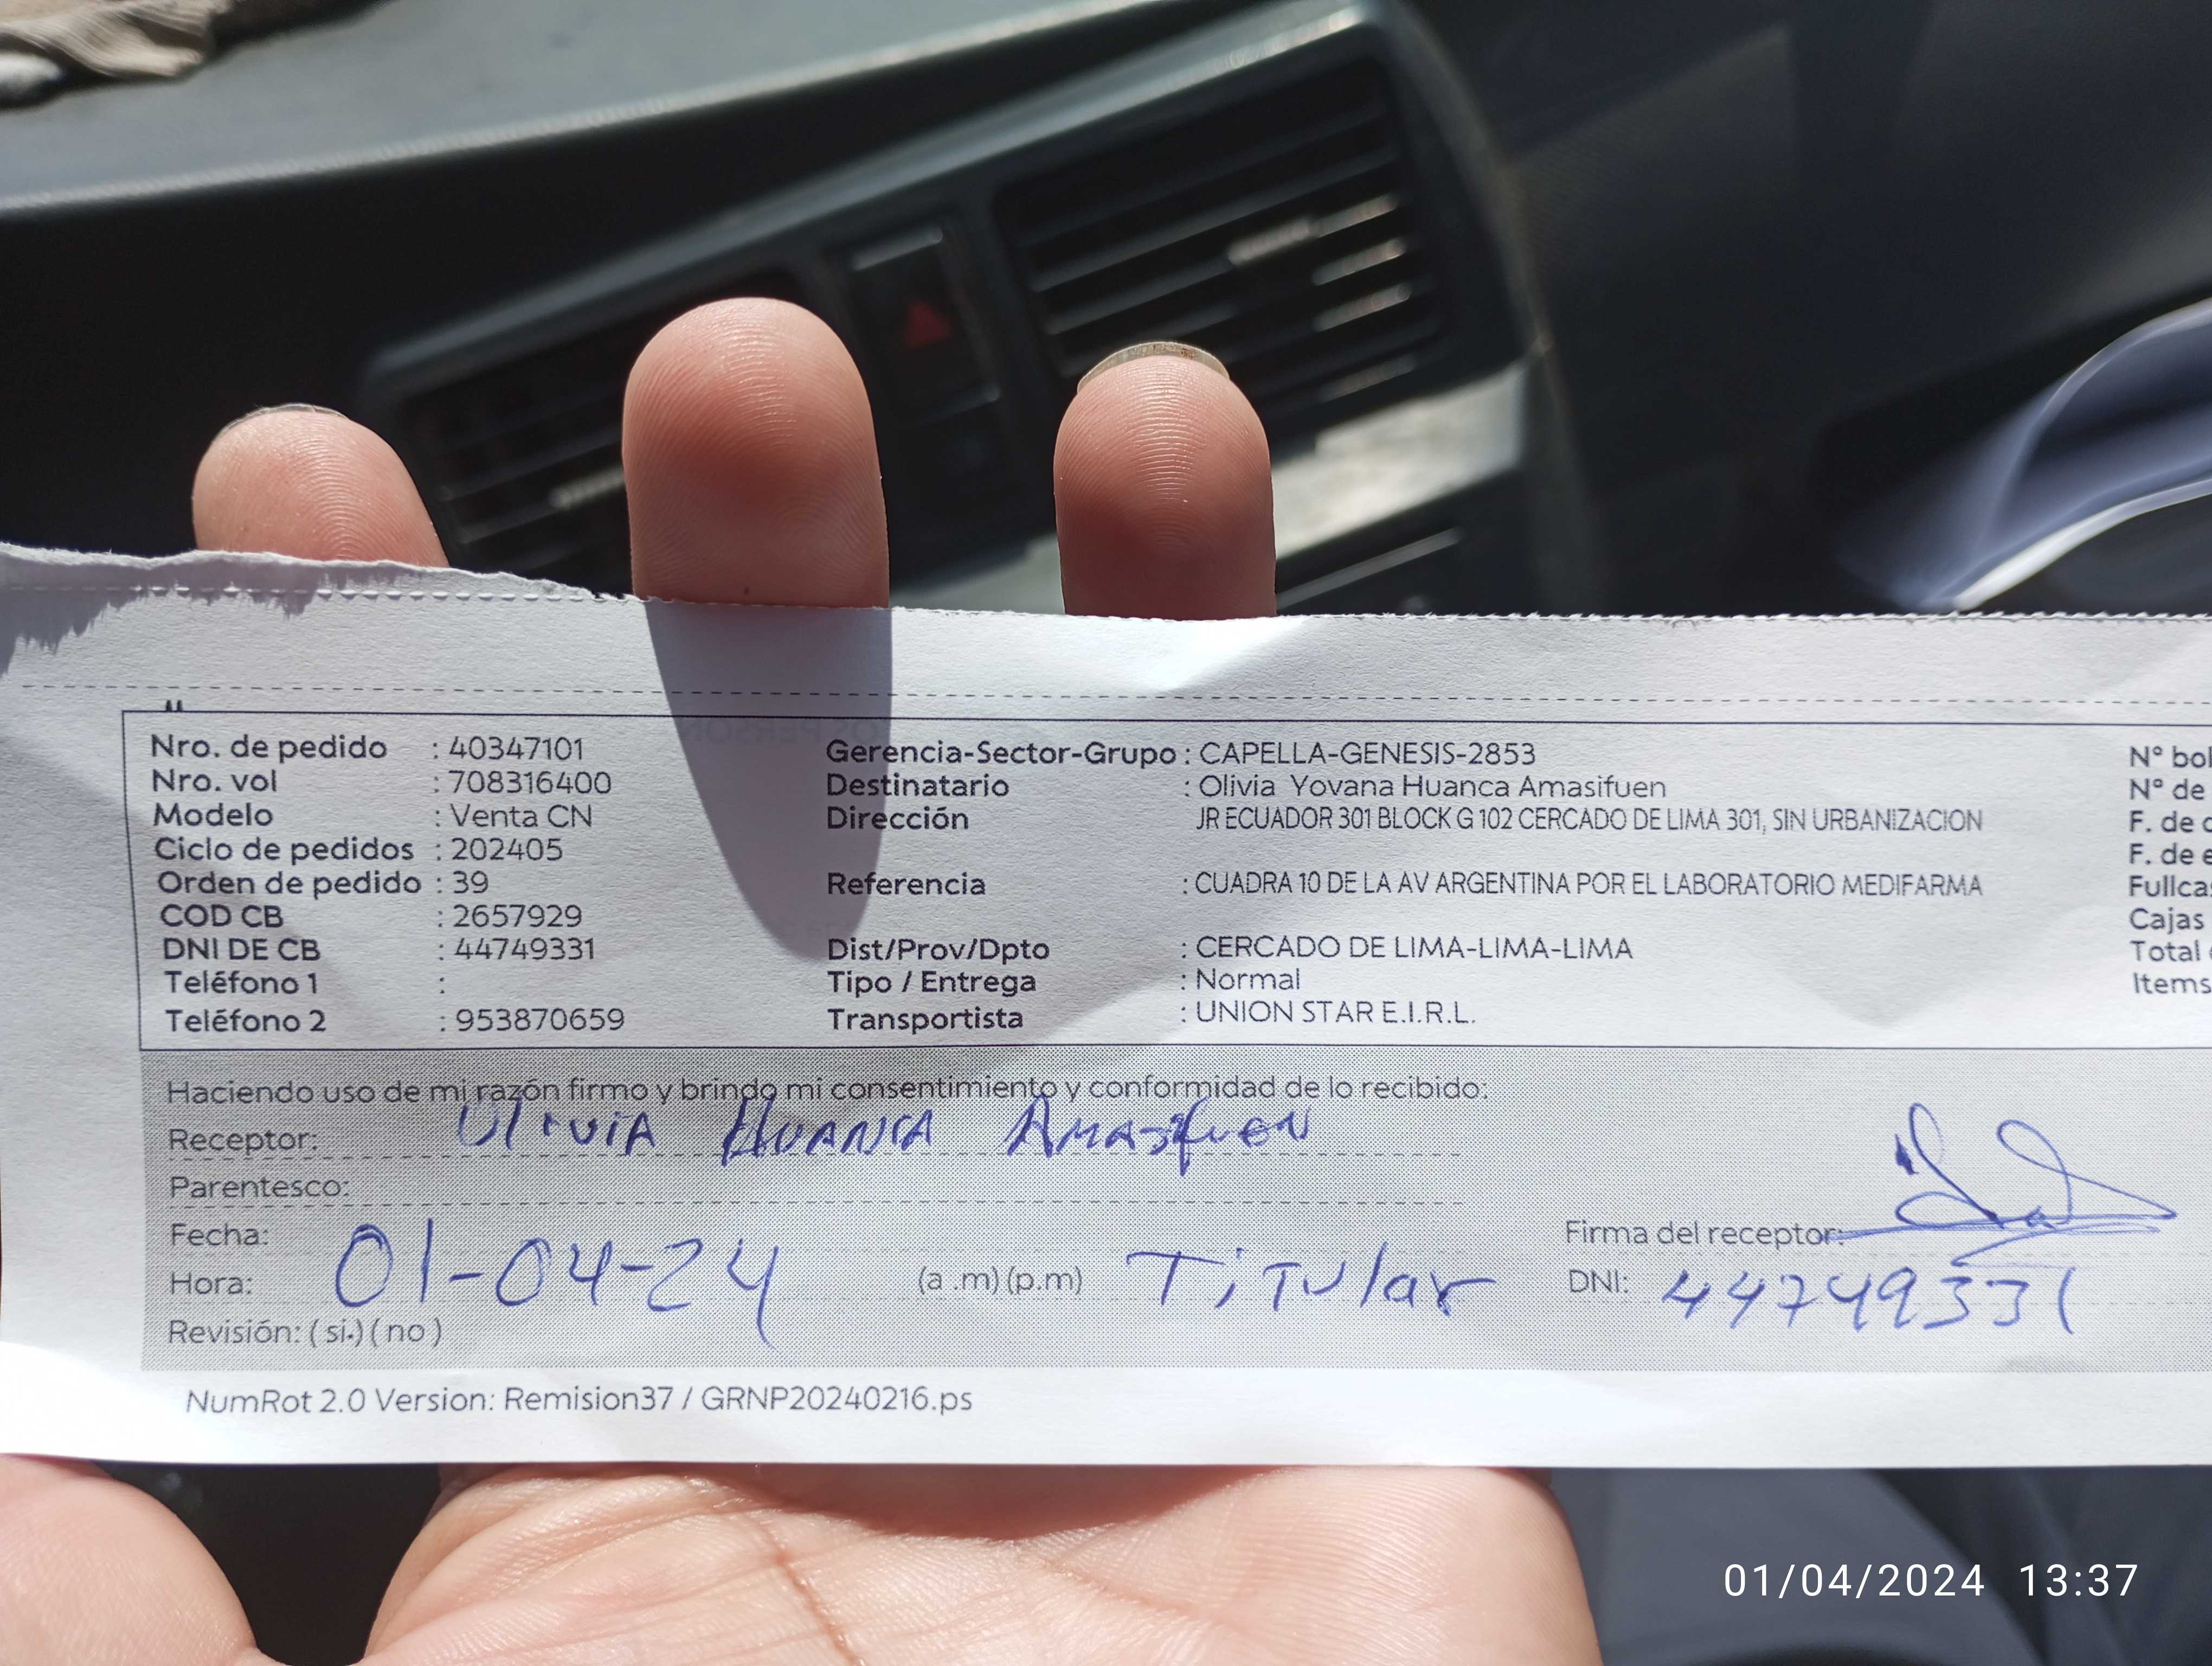 Nro. de pedido : 40347101
Nro. vol : 708316400
Modelo : Venta CN
Ciclo de pedidos : 202405
Orden de pedido : 39
COD CB : 2657929
DNI DE CB : 44749331
Teléfono 1 :
Teléfono 2 : 953870659
Gerencia-Sector-Grupo : CAPELLA-GENESIS-2853
Destinatario : Olivia Yovana Huanca Amasifuen
Dirección JR ECUADOR 301 BLOCK G 102 CERCADO DE LIMA 301, SIN URBANIZACION
Referencia : CUADRA 10 DE LA AV ARGENTINA POR EL LABORATORIO MEDIFARMA
Dist/Prov/Dpto : CERCADO DE LIMA-LIMA-LIMA
Tipo / Entrega : Normal
Transportista : UNION STAR E.I.R.L.
N° bol
N° de
F. de
F. de
Fullca
Cajas
Total
Items
Haciendo uso de mi razón firmo y brindo mi consentimiento y conformidad de lo recibido:
Receptor: Olivia Huanca Amasifuen
Parentesco:
Fecha:
Hora: 01-04-24 (a .m) (p.m) Titular
Revisión: ( si.) ( no )
Firma del receptor:
DNI: 44749331
NumRot 2.0 Version: Remision37 / GRNP20240216.ps
01/04/2024 13:37